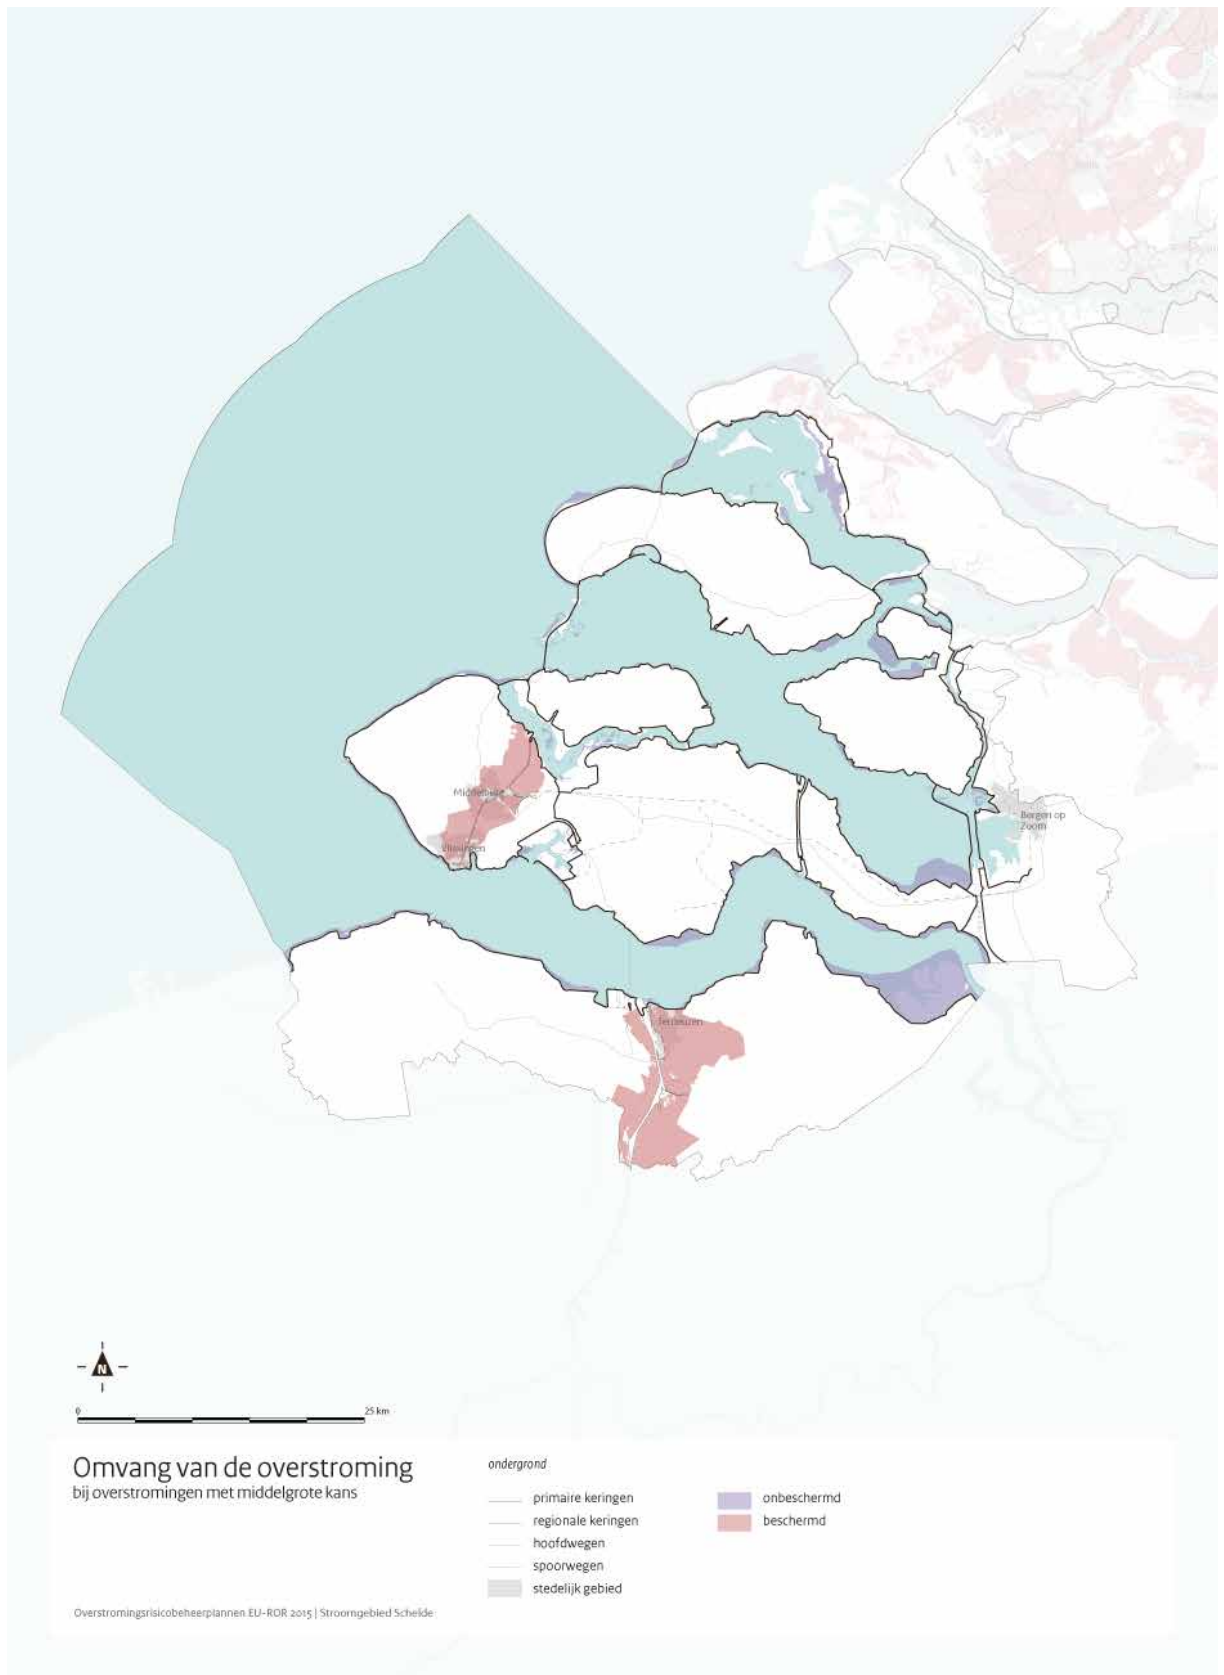 Middelburg
Vlissingen
Bergen op
Zoom
Terneuzen
N
0 25 km
Omvang van de overstroming
bij overstromingen met middelgrote kans
ondergrond
primaire keringen
regionale keringen
hoofdwegen
spoorwegen
stedelijk gebied
onbeschermd
beschermd
Overstromingsrisicobeheerplannen EU-ROR 2015 | Stroomgebied Schelde